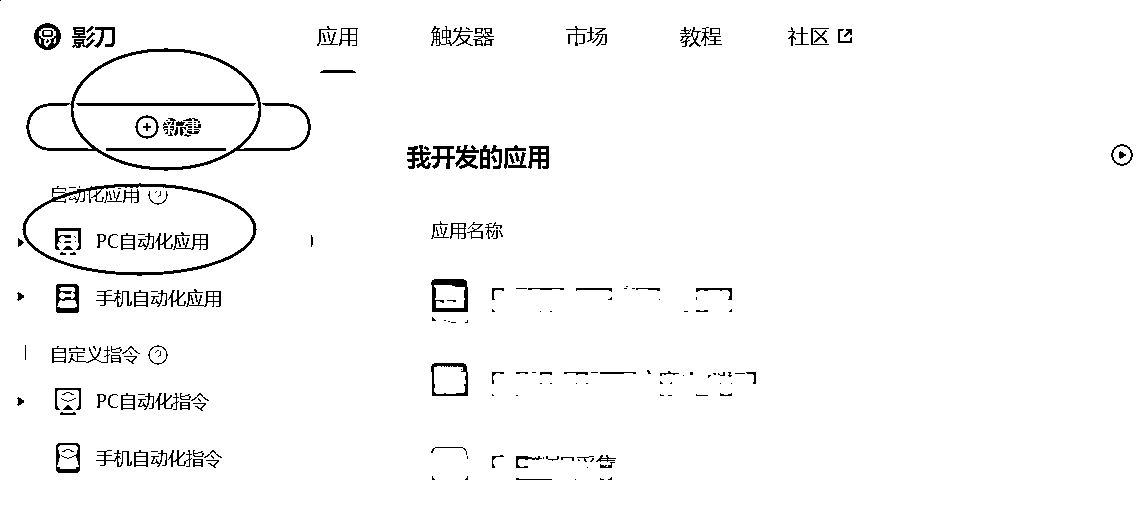 影刀
应用 触发器 市场 教程 社区
新建
我开发的应用
自动化应用
PC自动化应用
应用名称
手机自动化应用
自定义指令
PC自动化指令
手机自动化指令
采集